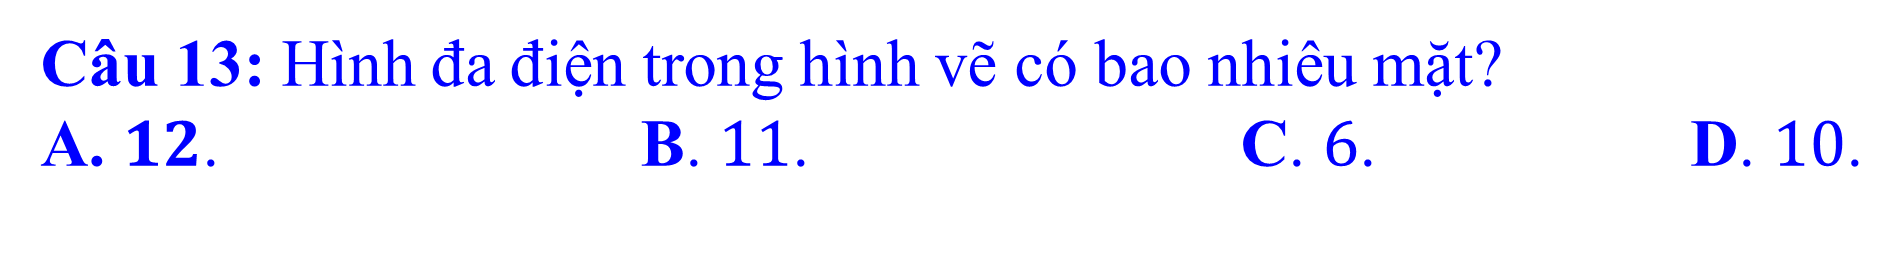 Câu 13: Hình đa điện trong hình vẽ có bao nhiêu mặt?
A. 12. B. 11. C. 6. D. 10.